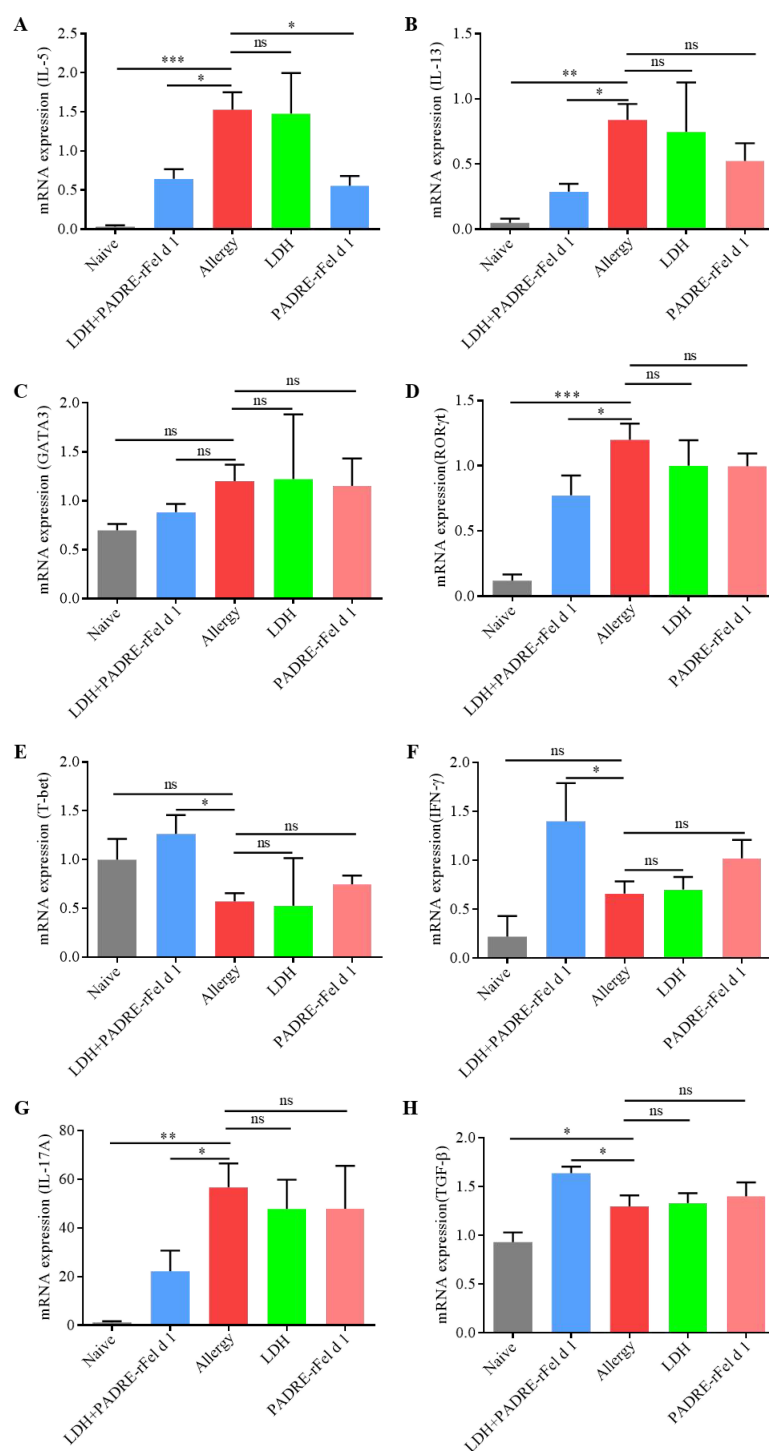 A
mRNA expression (IL-5)
2.5
2.0
1.5
1.0
0.5
0.0
***
*
ns
*
Naive
LDH+PADRE-rFel d 1
Allergy
LDH
PADRE-rFel d 1
B
mRNA expression (IL-13)
1.5
1.0
0.5
0.0
**
*
ns
ns
Naive
LDH+PADRE-rFel d 1
Allergy
LDH
PADRE-rFel d 1
C
mRNA expression (GATA3)
2.0
1.5
1.0
0.5
0.0
ns
ns
ns
ns
Naive
LDH+PADRE-rFel d 1
Allergy
LDH
PADRE-rFel d 1
D
mRNA expression(RORγt)
1.5
1.0
0.5
0.0
***
*
ns
ns
Naive
LDH+PADRE-rFel d 1
Allergy
LDH
PADRE-rFel d 1
E
mRNA expression (T-bet)
2.0
1.5
1.0
0.5
0.0
ns
*
ns
ns
Naive
LDH+PADRE-rFel d 1
Allergy
LDH
PADRE-rFel d 1
F
mRNA expression(IFN-γ)
2.0
1.5
1.0
0.5
0.0
ns
*
ns
ns
Naive
LDH+PADRE-rFel d 1
Allergy
LDH
PADRE-rFel d 1
G
mRNA expression (IL-17A)
80
60
40
20
0
**
*
ns
ns
Naive
LDH+PADRE-rFel d 1
Allergy
LDH
PADRE-rFel d 1
H
mRNA expression(TGF-β)
2.0
1.5
1.0
0.5
0.0
*
*
ns
ns
Naive
LDH+PADRE-rFel d 1
Allergy
LDH
PADRE-rFel d 1